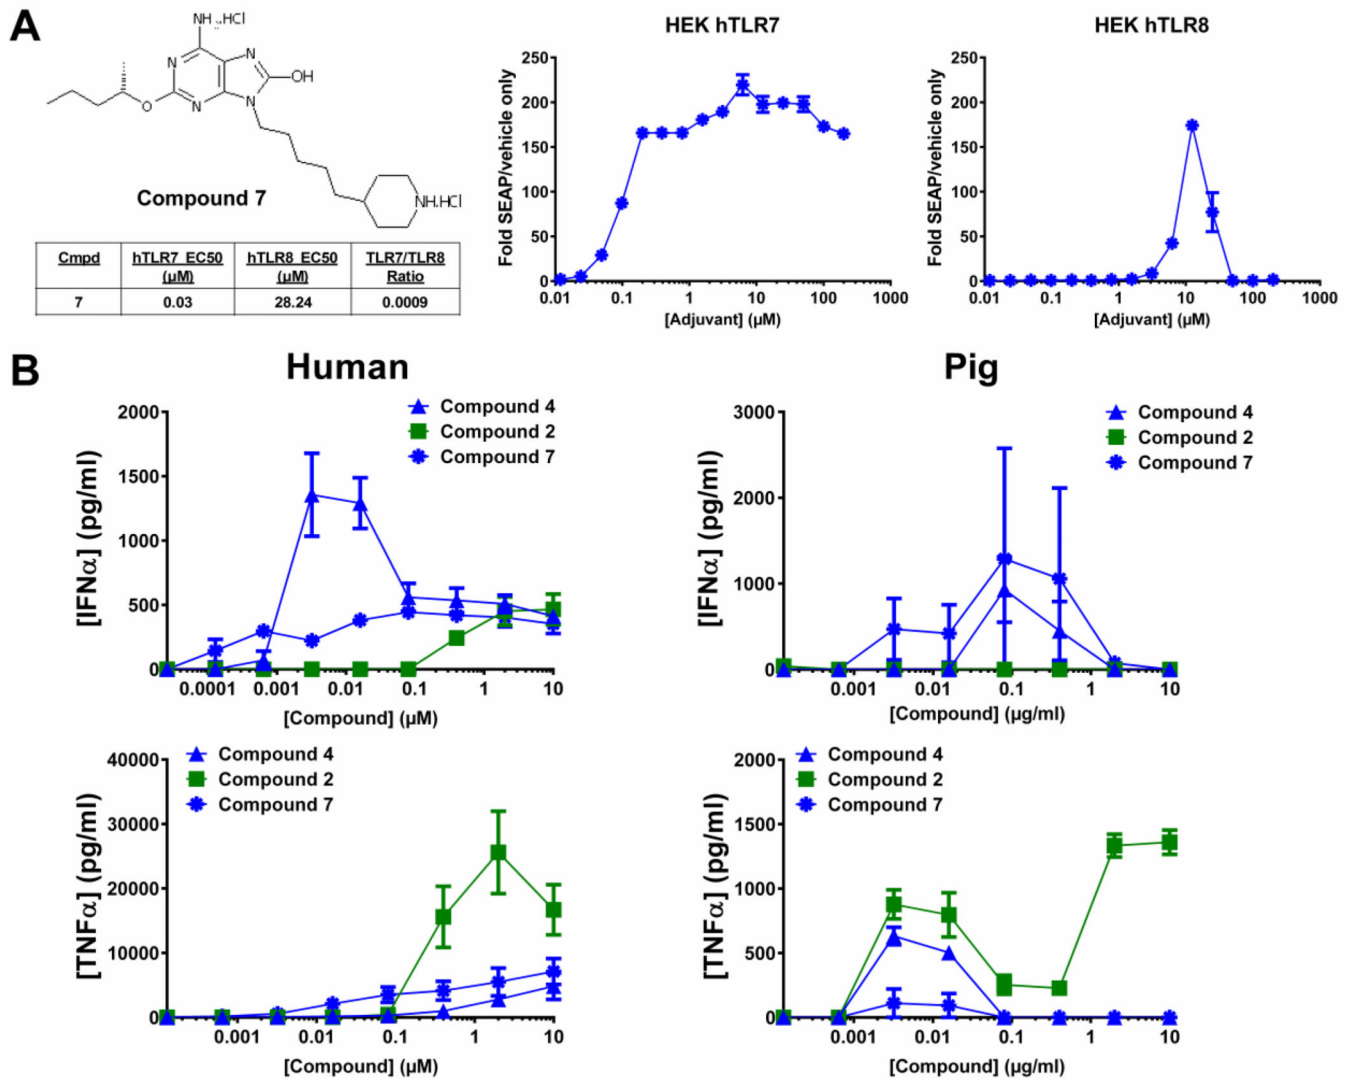 A
NH₂.HCl
N
N
OH
N
N
O
NH.HCl
Compound 7
Cmpd hTLR7 EC50 (µM) hTLR8 EC50 (µM) TLR7/TLR8 Ratio
7 0.03 28.24 0.0009
HEK hTLR7
Fold SEAP/vehicle only
250
200
150
100
50
0
0.01 0.1 1 10 100 1000
[Adjuvant] (µM)
HEK hTLR8
Fold SEAP/vehicle only
250
200
150
100
50
0
0.01 0.1 1 10 100 1000
[Adjuvant] (µM)
B
Human
Pig
Compound 4
Compound 2
Compound 7
[IFNα] (pg/ml)
2000
1500
1000
500
0
0.0001 0.001 0.01 0.1 1 10
[Compound] (µM)
Compound 4
Compound 2
Compound 7
[IFNα] (pg/ml)
3000
2000
1000
0
0.001 0.01 0.1 1 10
[Compound] (µg/ml)
Compound 4
Compound 2
Compound 7
[TNFα] (pg/ml)
40000
30000
20000
10000
0
0.001 0.01 0.1 1 10
[Compound] (µM)
Compound 4
Compound 2
Compound 7
[TNFα] (pg/ml)
2000
1500
1000
500
0
0.001 0.01 0.1 1 10
[Compound] (µg/ml)